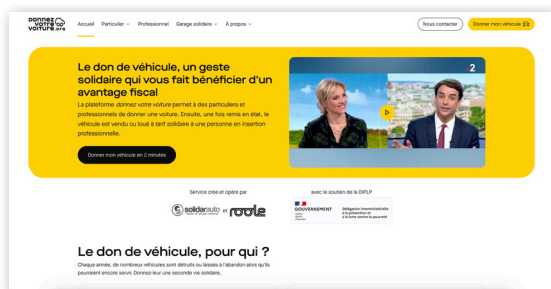 DONNEZ
VOTRE
VOITURE.ORG
Accueil
Particulier
Professionnel
Garage solidaire
À propos
Nous contacter
Donner mon véhicule
Le don de véhicule, un geste
solidaire qui vous fait bénéficier d'un
avantage fiscal
La plateforme donnez votre voiture permet à des particuliers et
professionnels de donner une voiture. Ensuite, une fois remis en état, le
véhicule est vendu ou loué à tarif solidaire à une personne en insertion
professionnelle.
Donner mon véhicule en 2 minutes
2
Service créé et opéré par
solidarauto
et
roole
avec le soutien de la DIPLP
GOUVERNEMENT
Délégation interministérielle
à la prévention et
à la lutte contre la pauvreté
Le don de véhicule, pour qui ?
Chaque année, de nombreux véhicules sont détruits ou laissés à l'abandon alors qu'ils
pourraient encore servir. Donnez-leur une seconde vie solidaire.